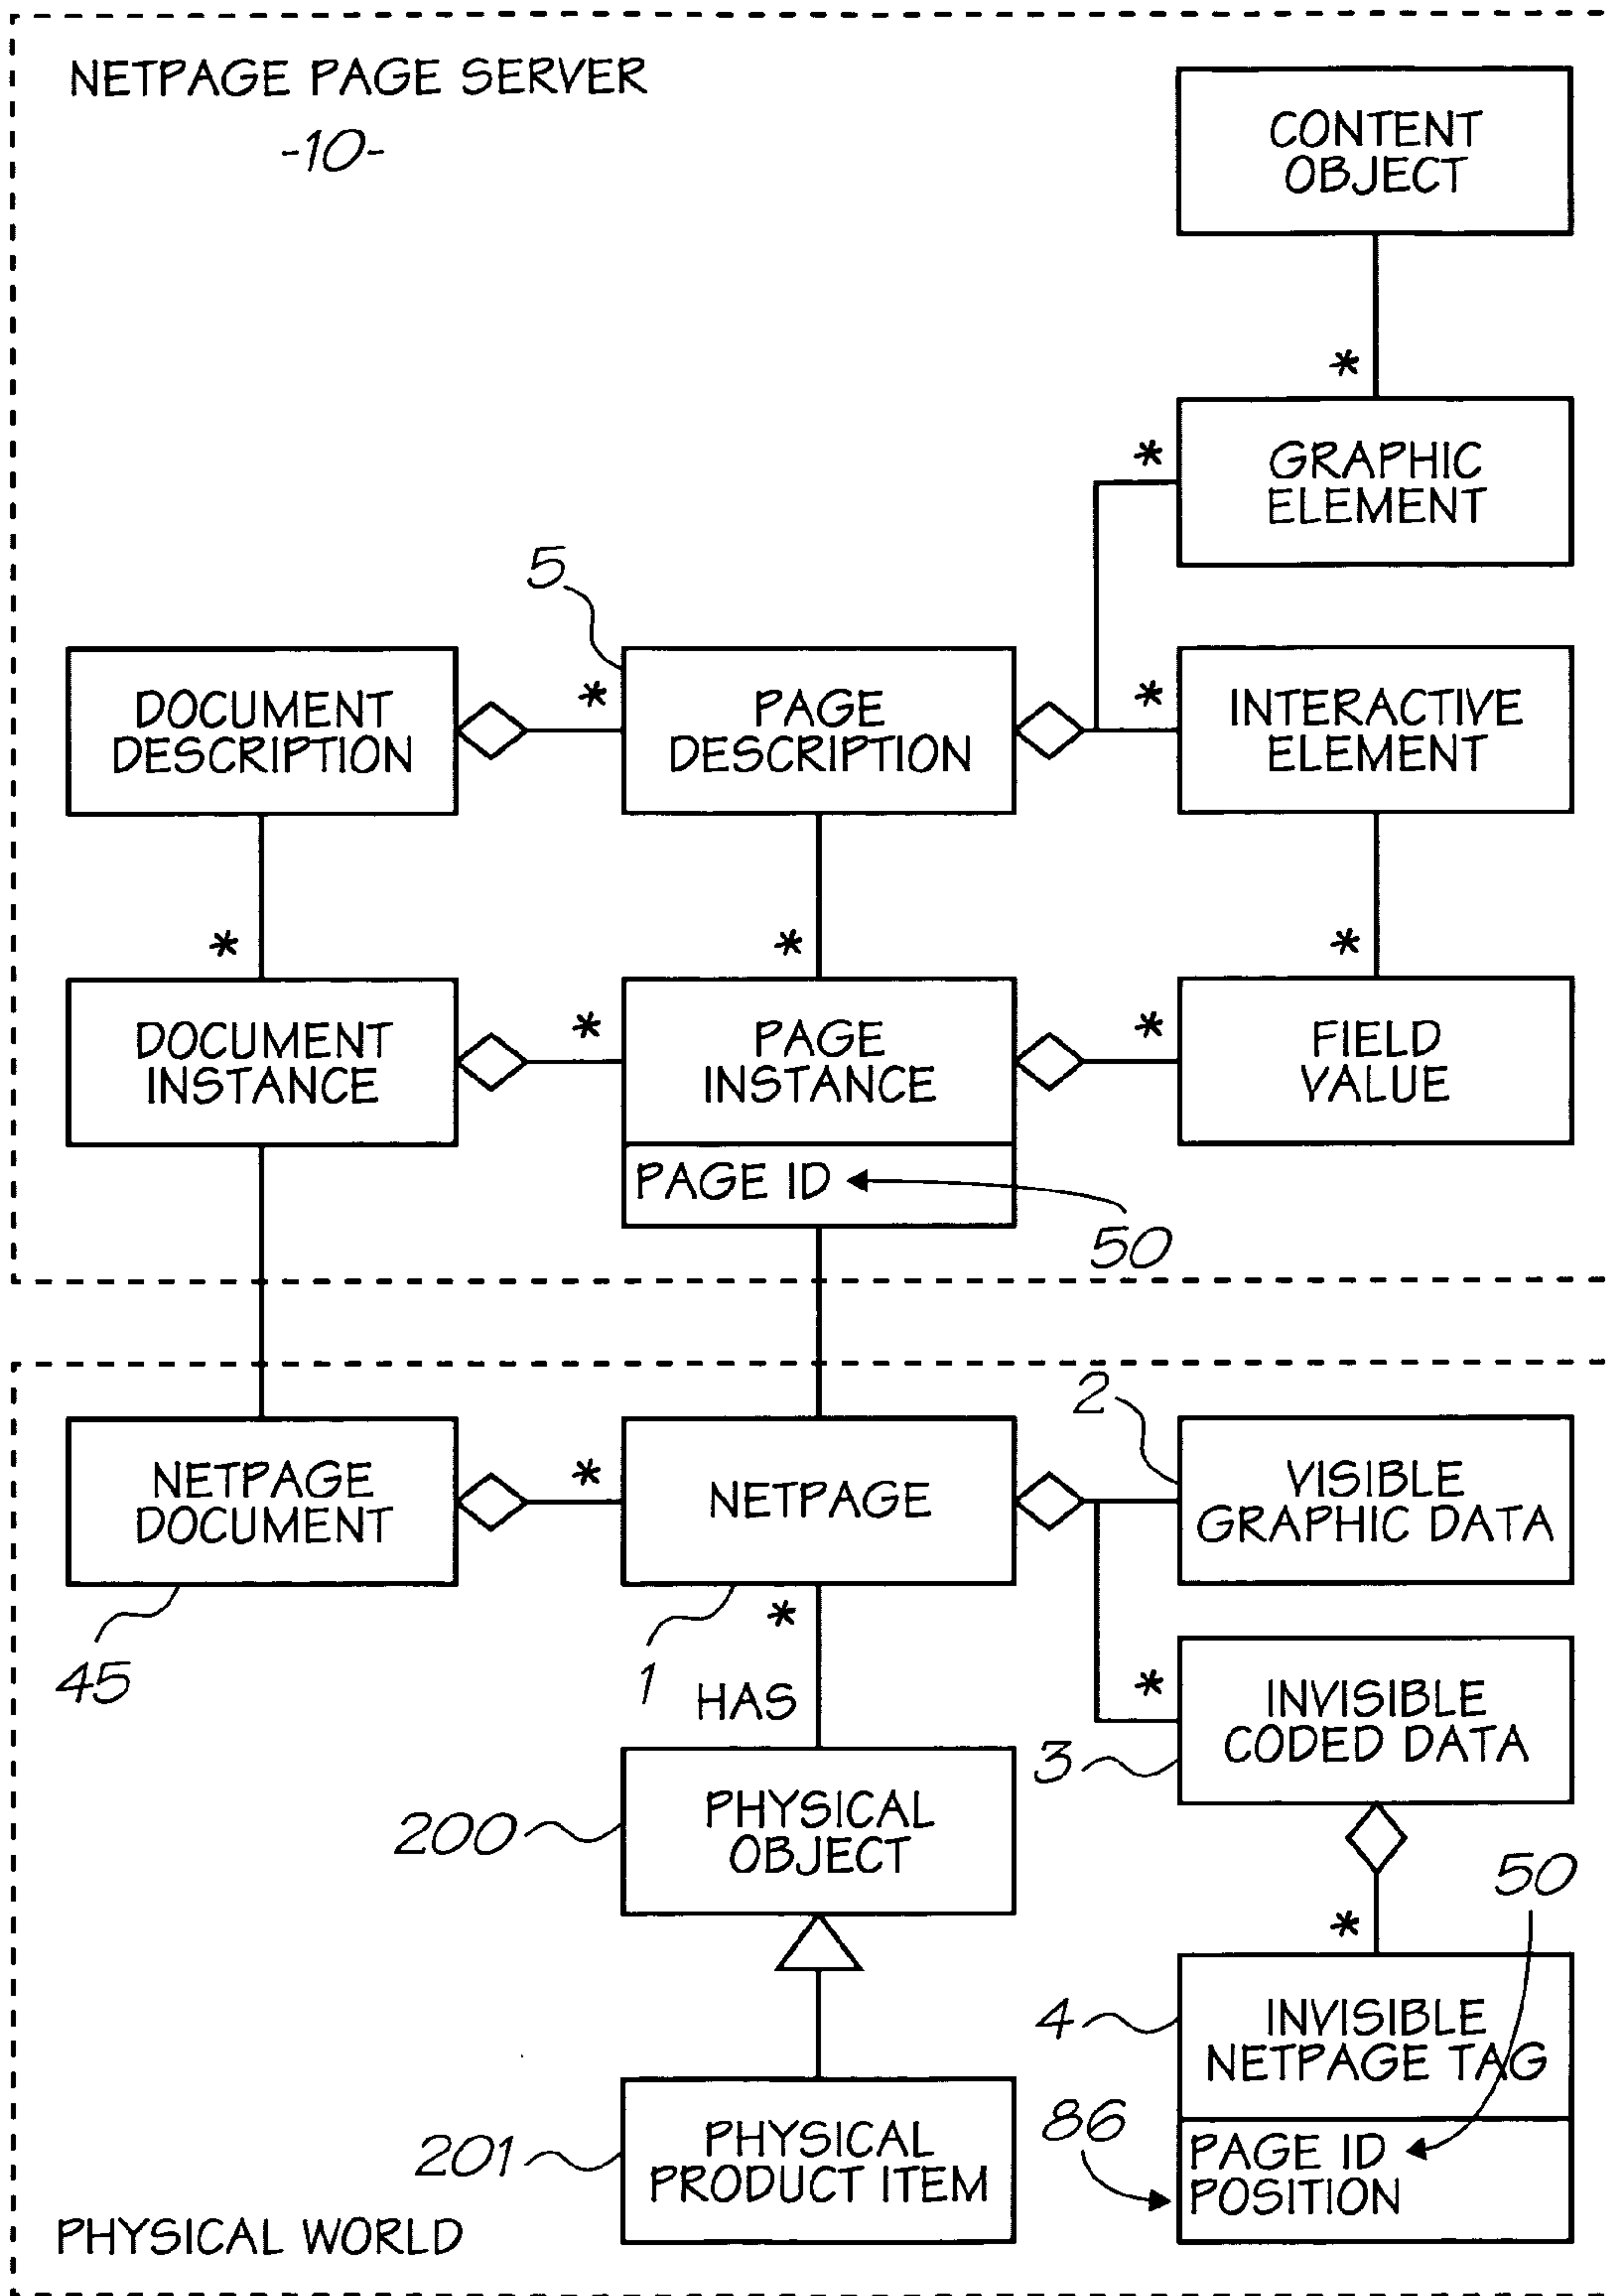 NETPAGE PAGE SERVER
-10-
CONTENT
OBJECT
*
*
GRAPHIC
ELEMENT
5
DOCUMENT
DESCRIPTION
*
PAGE
DESCRIPTION
*
INTERACTIVE
ELEMENT
*
*
*
DOCUMENT
INSTANCE
*
PAGE
INSTANCE
*
FIELD
VALUE
PAGE ID
50
2
NETPAGE
DOCUMENT
*
NETPAGE
VISIBLE
GRAPHIC DATA
45
1
*
HAS
*
INVISIBLE
CODED DATA
3
200
PHYSICAL
OBJECT
50
*
4
INVISIBLE
NETPAGE TAG
86
PAGE ID
POSITION
201
PHYSICAL
PRODUCT ITEM
PHYSICAL WORLD